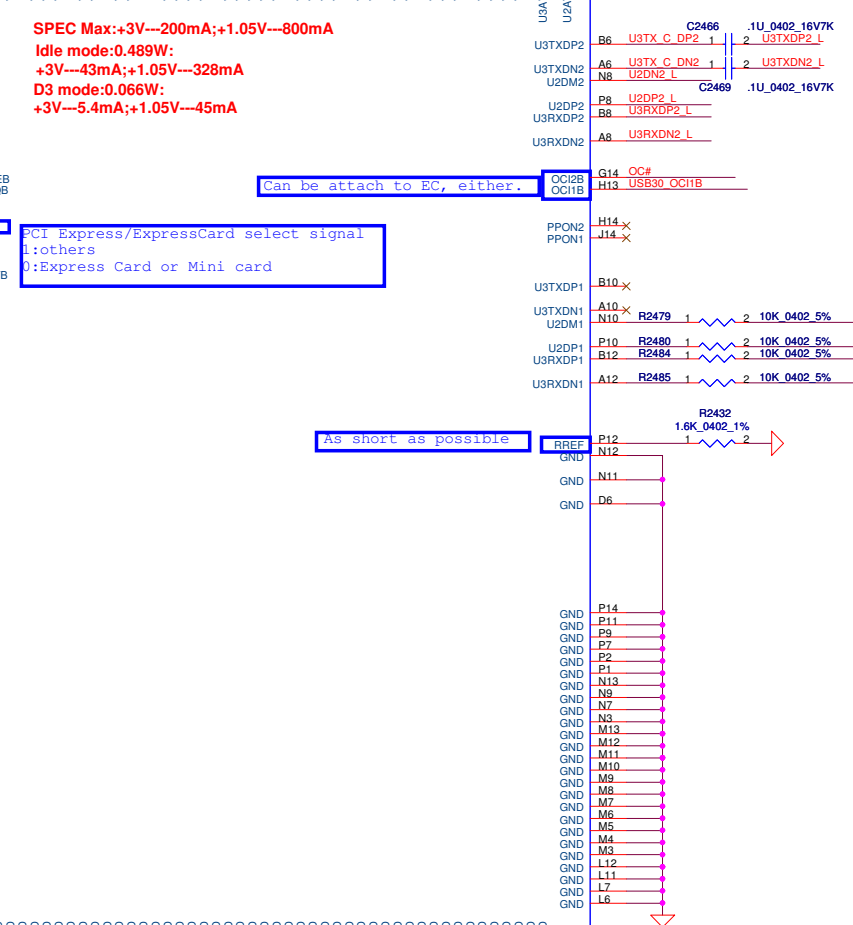 U3A
U2A
SPEC Max:+3V---200mA;+1.05V---800mA
Idle mode:0.489W:
+3V---43mA;+1.05V---328mA
D3 mode:0.066W:
+3V---5.4mA;+1.05V---45mA
C2466 .1U_0402_16V7K
U3TXDP2 B6 U3TX_C_DP2 1 2 U3TXDP2_L
U3TXDN2 A6 U3TX_C_DN2 1 2 U3TXDN2_L
U2DM2 N8 U2DN2_L
C2469 .1U_0402_16V7K
U2DP2 P8 U2DP2_L
U3RXDP2 B8 U3RXDP2_L
U3RXDN2 A8 U3RXDN2_L
EB
Can be attach to EC, either.
OCI2B G14 OC#
OCI1B H13 USB30_OCI1B
PCI Express/ExpressCard select signal
1:others
0:Express Card or Mini card
PPON2 H14
PPON1 J14
U3TXDP1 B10
U3TXDN1 A10
U2DM1 N10 R2479 1 2 10K_0402_5%
U2DP1 P10 R2480 1 2 10K_0402_5%
U3RXDP1 B12 R2484 1 2 10K_0402_5%
U3RXDN1 A12 R2485 1 2 10K_0402_5%
R2432
1.6K_0402_1%
As short as possible
RREF P12 1 2
GND N12
GND N11
GND D6
GND P14
GND P11
GND P9
GND P7
GND P2
GND P1
GND N13
GND N9
GND N7
GND N3
GND M13
GND M12
GND M11
GND M10
GND M9
GND M8
GND M7
GND M6
GND M5
GND M4
GND M3
GND L12
GND L11
GND L7
GND L6